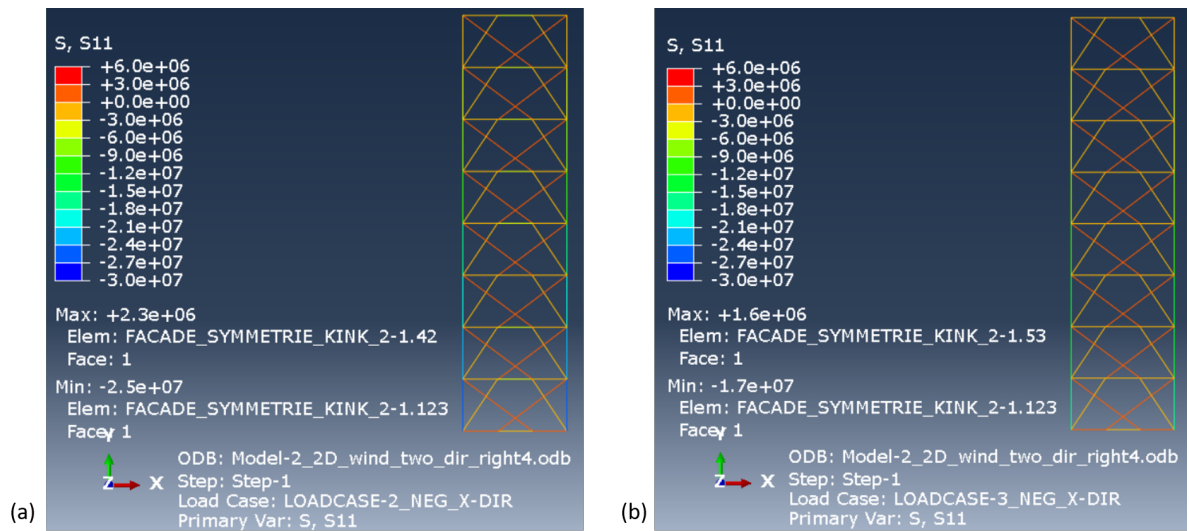 S, S11
+6.0e+06
+3.0e+06
+0.0e+00
-3.0e+06
-6.0e+06
-9.0e+06
-1.2e+07
-1.5e+07
-1.8e+07
-2.1e+07
-2.4e+07
-2.7e+07
-3.0e+07
Max: +2.3e+06
Elem: FACADE_SYMMETRIE_KINK_2-1.42
Face: 1
Min: -2.5e+07
Elem: FACADE_SYMMETRIE_KINK_2-1.123
Face: 1
Y
Z
X
ODB: Model-2_2D_wind_two_dir_right4.odb
Step: Step-1
Load Case: LOADCASE-2_NEG_X-DIR
Primary Var: S, S11
(a)
S, S11
+6.0e+06
+3.0e+06
+0.0e+00
-3.0e+06
-6.0e+06
-9.0e+06
-1.2e+07
-1.5e+07
-1.8e+07
-2.1e+07
-2.4e+07
-2.7e+07
-3.0e+07
Max: +1.6e+06
Elem: FACADE_SYMMETRIE_KINK_2-1.53
Face: 1
Min: -1.7e+07
Elem: FACADE_SYMMETRIE_KINK_2-1.123
Face: 1
Y
Z
X
ODB: Model-2_2D_wind_two_dir_right4.odb
Step: Step-1
Load Case: LOADCASE-3_NEG_X-DIR
Primary Var: S, S11
(b)